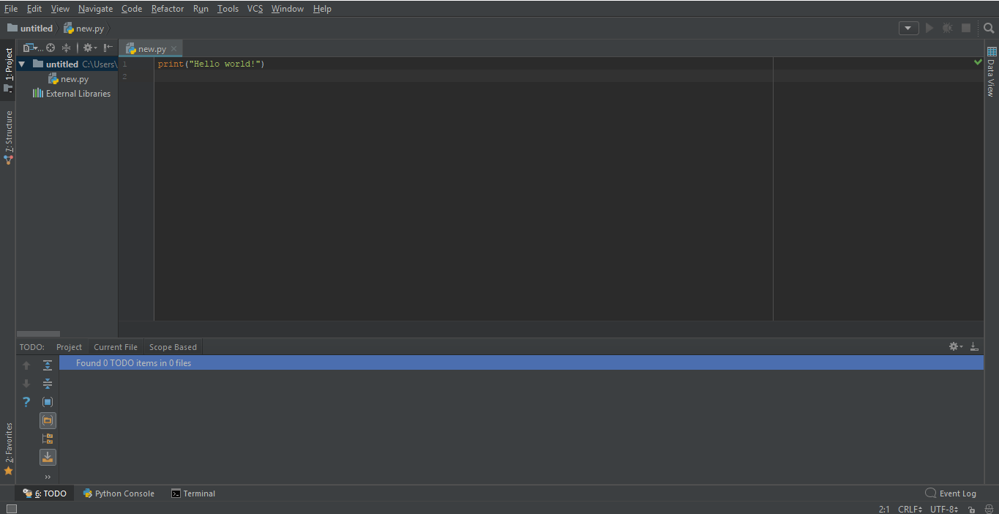 File Edit View Navigate Code Refactor Run Tools VCS Window Help
untitled new.py
1: Project
7: Structure
2: Favorites
...
untitled C:\Users\
new.py
External Libraries
new.py
1 print("Hello world!")
2
Data View
TODO: Project Current File Scope Based
Found 0 TODO items in 0 files
?
»
6: TODO Python Console Terminal Event Log
2:1 CRLF UTF-8